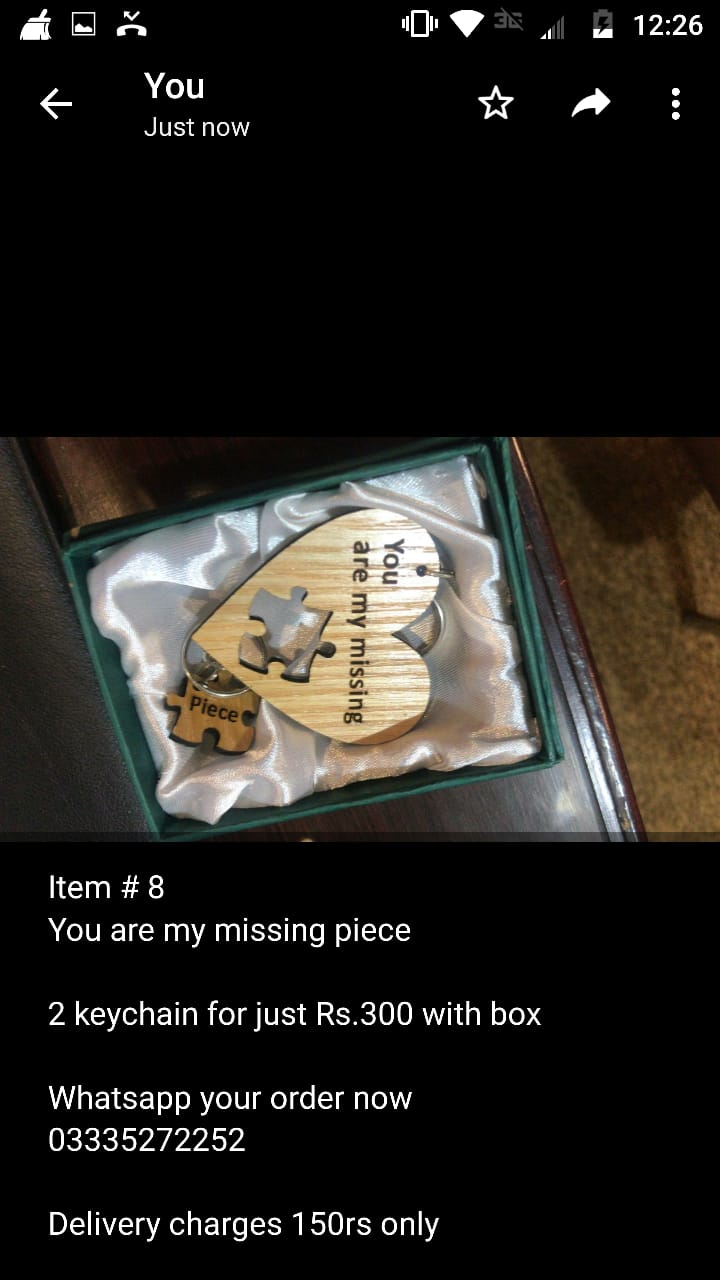 12:26
You
Just now
You
are my missing
Piece
Item # 8
You are my missing piece
2 keychain for just Rs.300 with box
Whatsapp your order now
03335272252
Delivery charges 150rs only